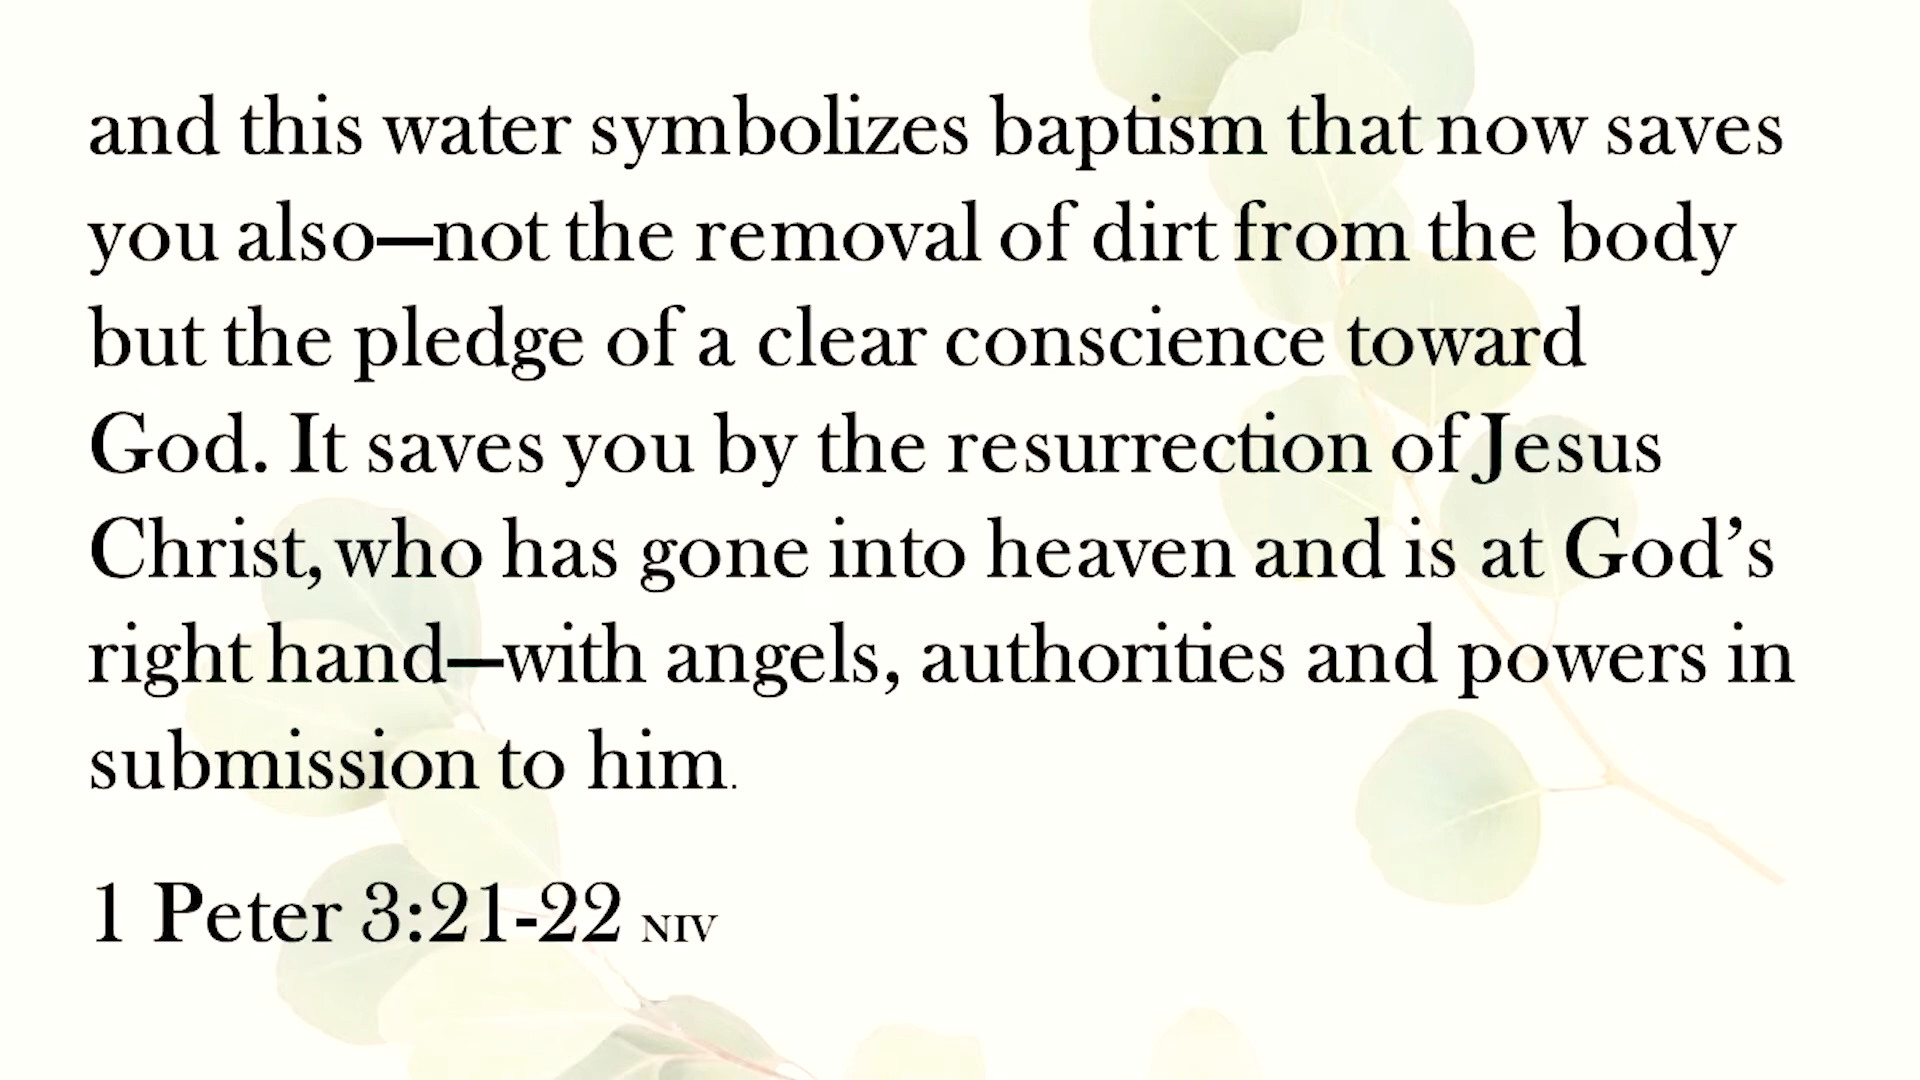 and this water symbolizes baptism that now saves
you also—not the removal of dirt from the body
but the pledge of a clear conscience toward
God. It saves you by the resurrection of Jesus
Christ, who has gone into heaven and is at God’s
right hand—with angels, authorities and powers in
submission to him.
1 Peter 3:21-22 NIV